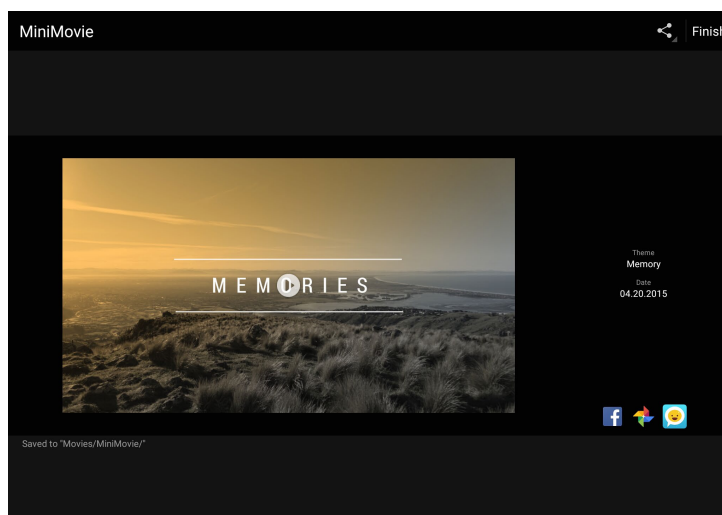 MiniMovie
Finish
MEMORIES
Theme
Memory
Date
04.20.2015
Saved to "Movies/MiniMovie/"